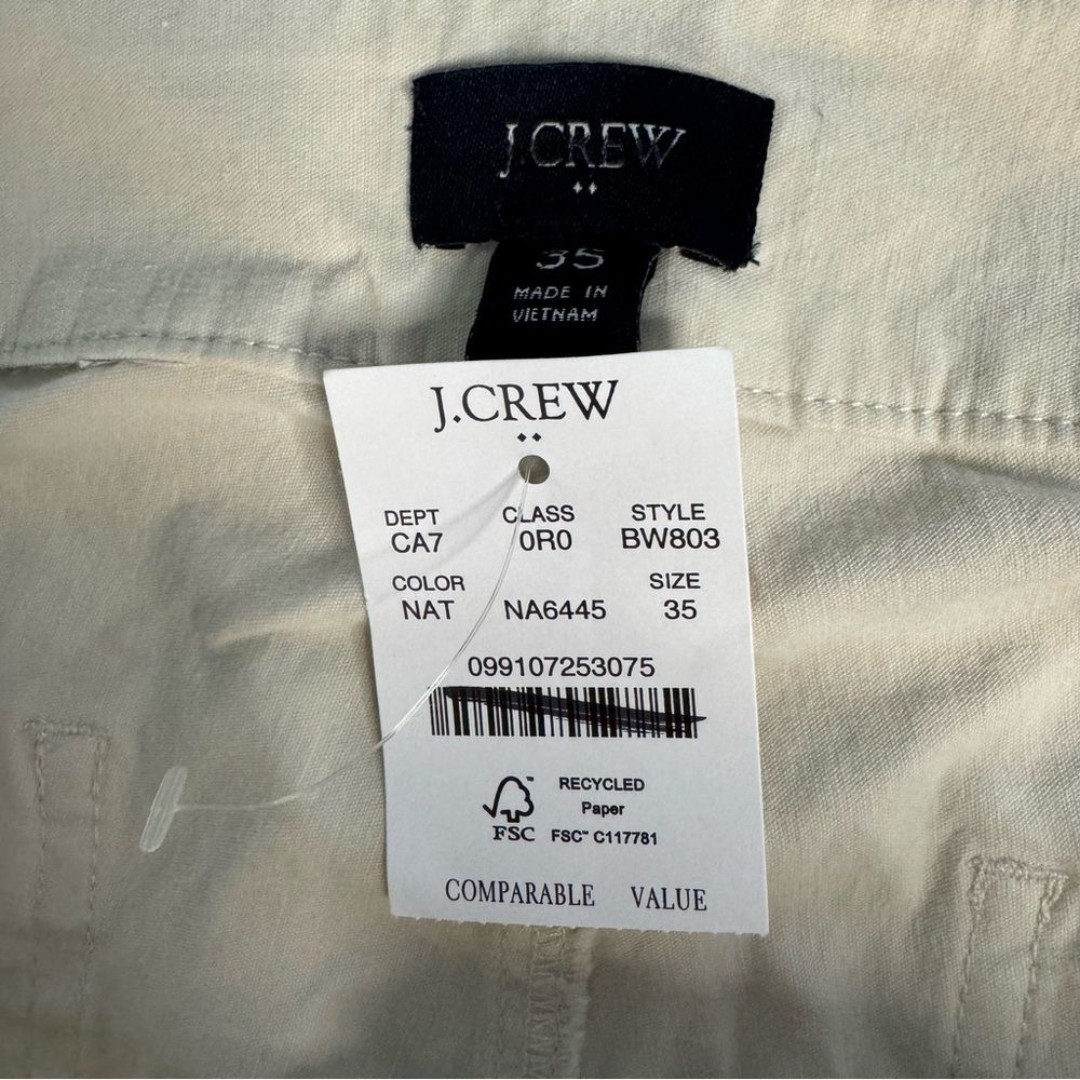 J.CREW
35
MADE IN
VIETNAM
J.CREW
DEPT CLASS STYLE
CA7 0R0 BW803
COLOR SIZE
NAT NA6445 35
099107253075
RECYCLED
Paper
FSC™ FSC™ C117781
COMPARABLE VALUE